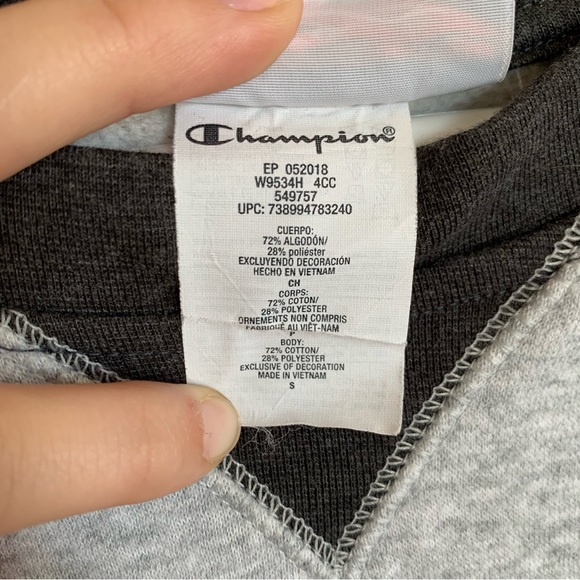 Champion®
EP 052018
W9534H 4CC
549757
UPC: 738994783240
CUERPO:
72% ALGODÓN/
28% poliéster
EXCLUYENDO DECORACIÓN
HECHO EN VIETNAM
CH
CORPS:
72% COTON/
28% POLYESTER
ORNEMENTS NON COMPRIS
FABRIQUÉ AU VIÊT-NAM
P
BODY:
72% COTTON/
28% POLYESTER
EXCLUSIVE OF DECORATION
MADE IN VIETNAM
S